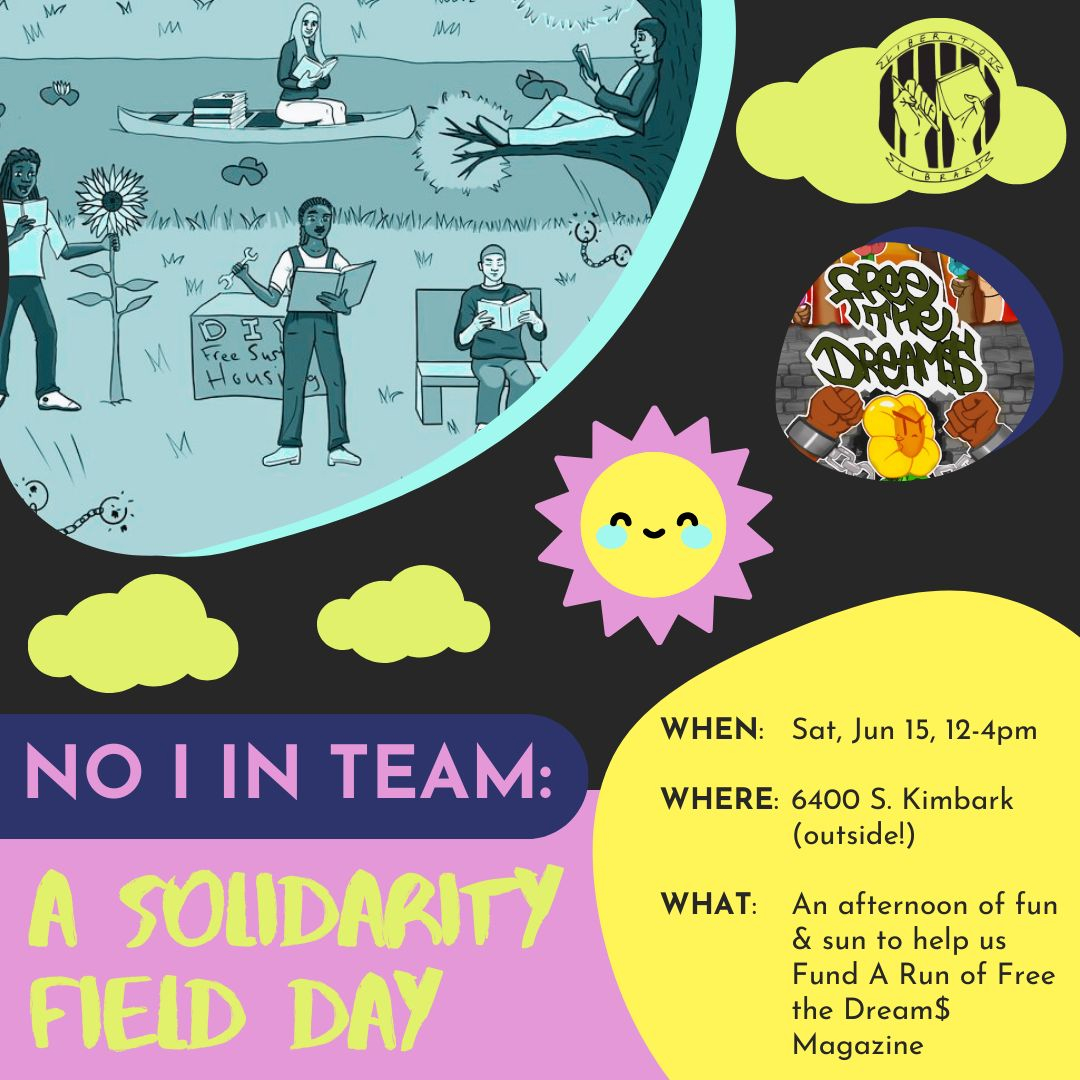 LIBERATION
LIBRARY
DIY
Free Sus
Housing
FREE
THE
DREAM$
NO I IN TEAM:
A SOLIDARITY
FIELD DAY
WHEN: Sat, Jun 15, 12-4pm
WHERE: 6400 S. Kimbark
(outside!)
WHAT: An afternoon of fun
& sun to help us
Fund A Run of Free
the Dream$
Magazine